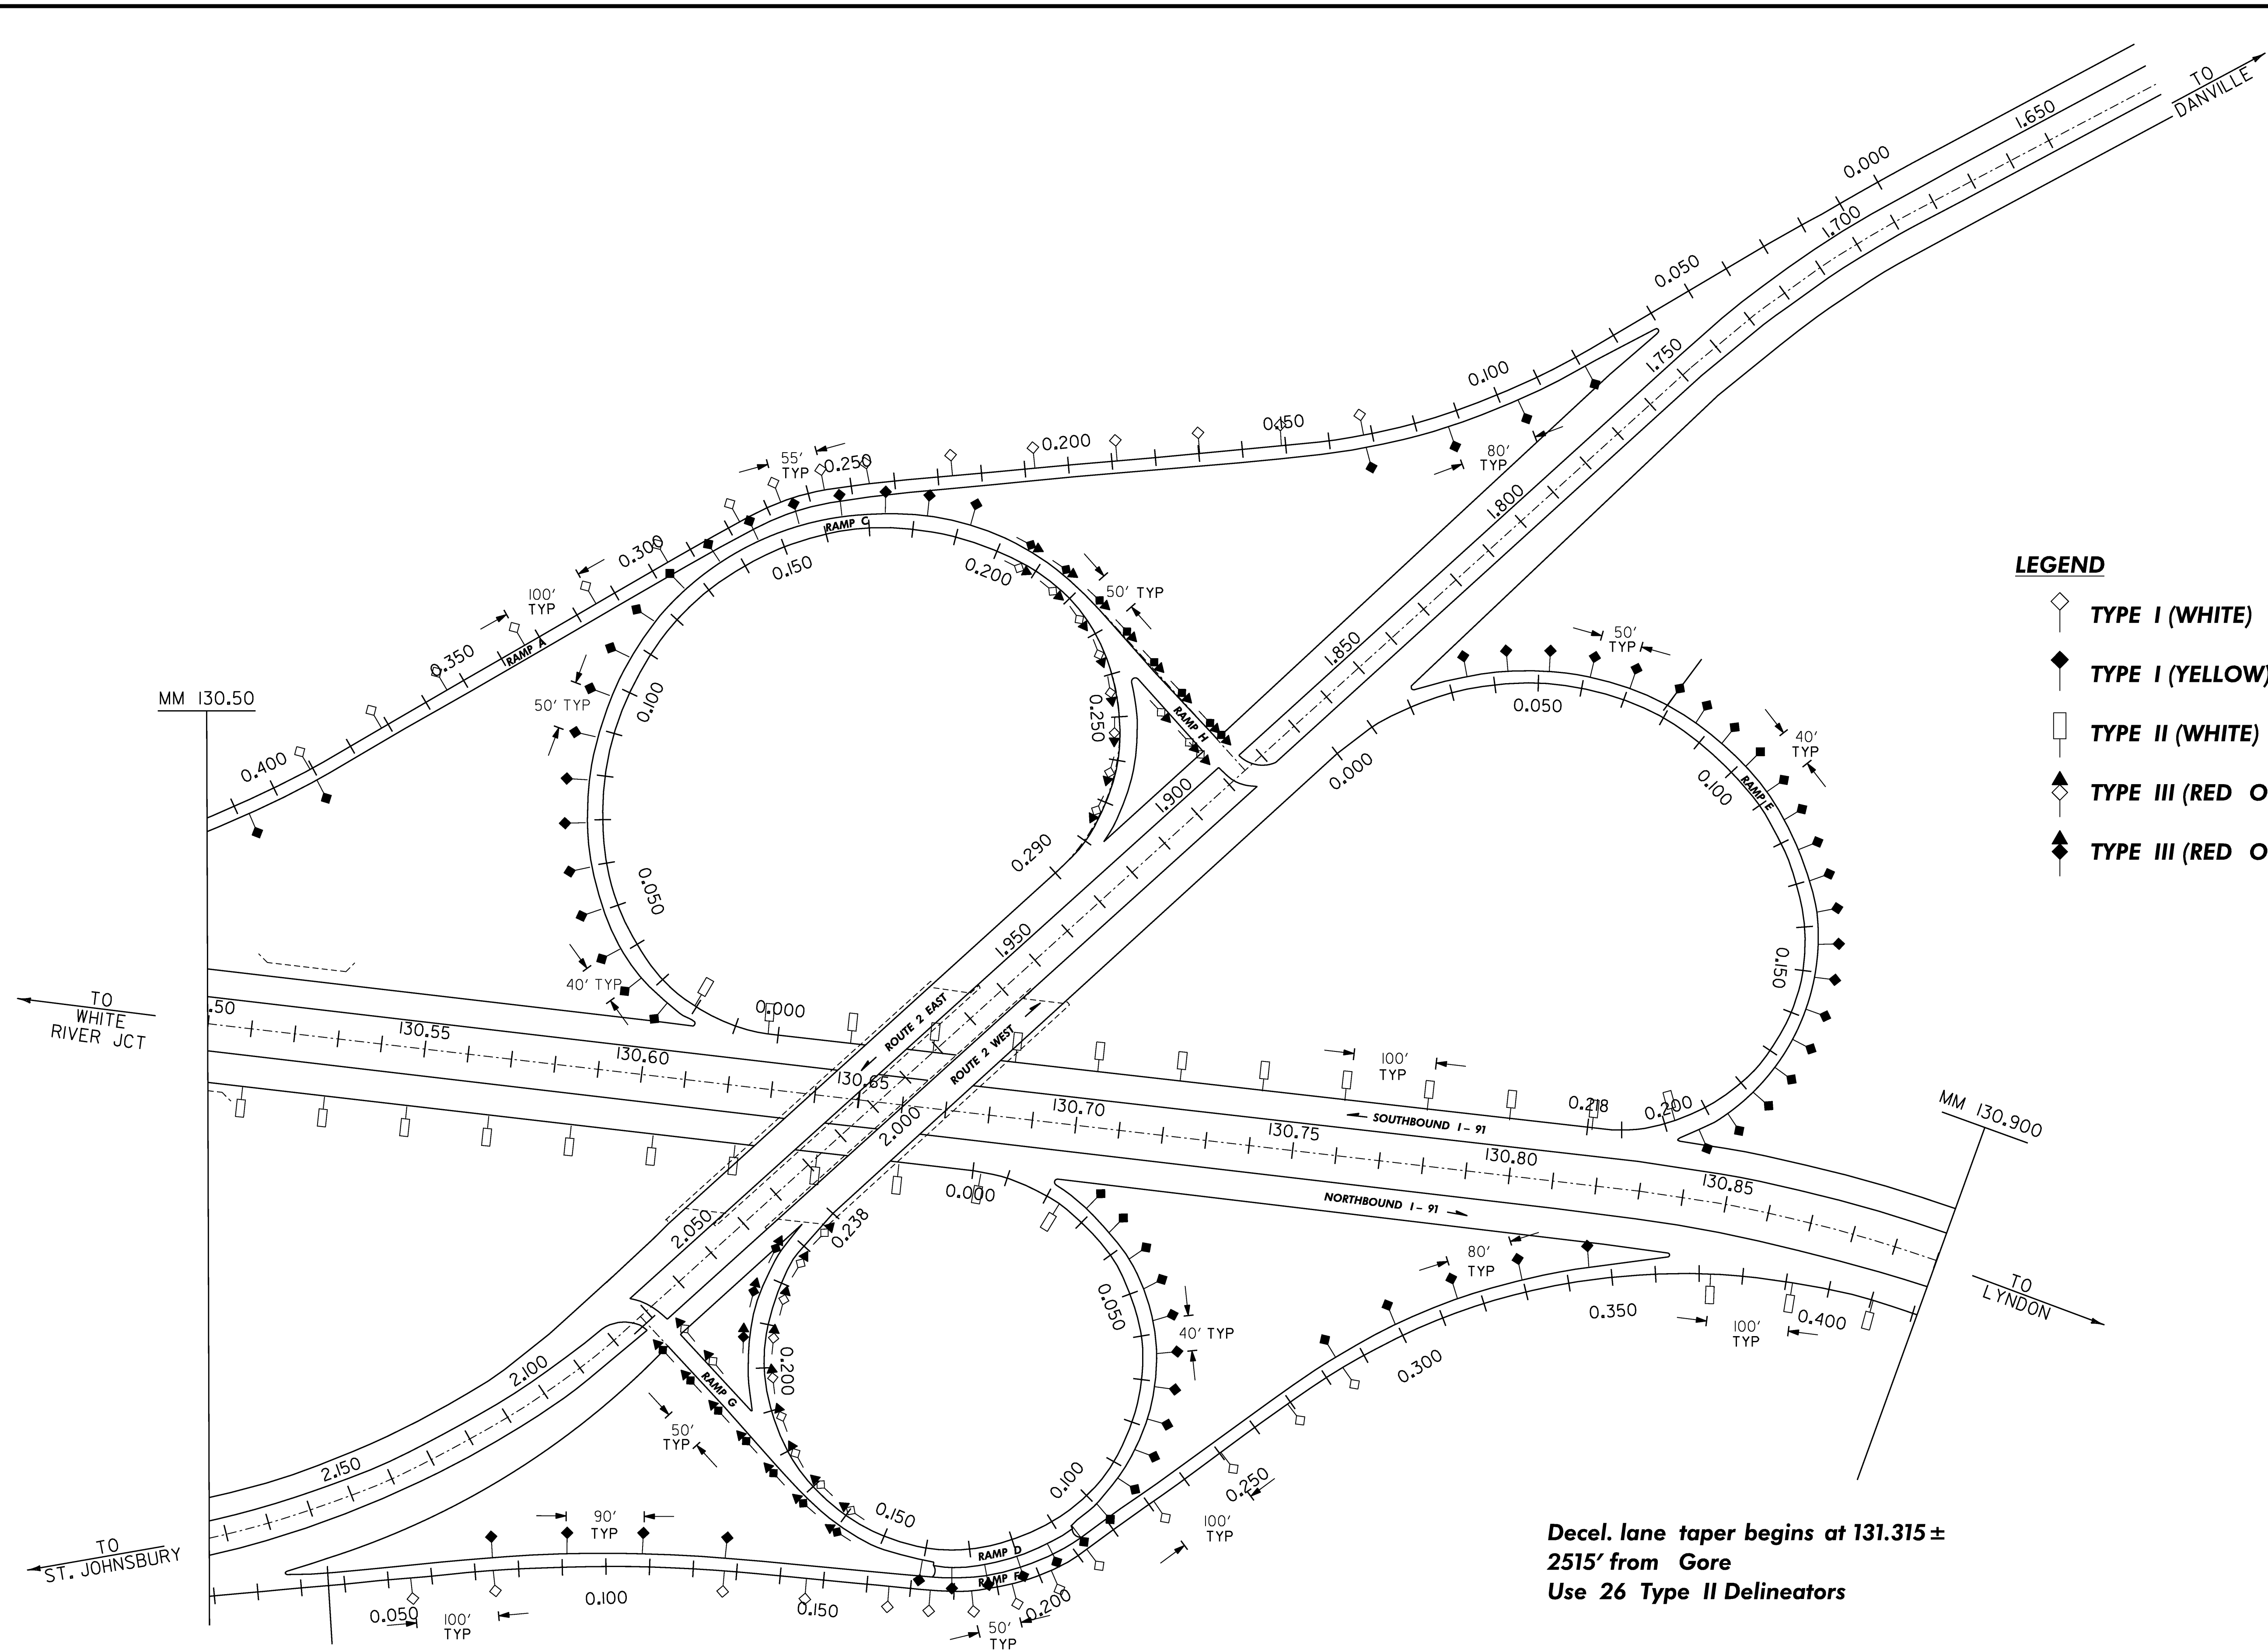 TO
DANVILLE
1.650
0.000
1.700
0.050
1.750
0.100
80'
TYP
0.150
0.200
55'
TYP
0.250
1.800
RAMP C
0.150
0.200
0.300
100'
TYP
RAMP A
0.350
50' TYP
0.100
50' TYP
0.250
RAMP H
1.850
MM 130.50
0.400
0.050
40' TYP
0.000
0.290
1.900
1.950
0.000
50'
TYP
0.050
40'
TYP
0.100
RAMP E
0.150
0.200
0.218
LEGEND
TYPE I (WHITE)
TYPE I (YELLOW)
TYPE II (WHITE)
TYPE III (RED O
TYPE III (RED O
TO
WHITE
RIVER JCT
.50
130.55
130.60
130.65
ROUTE 2 EAST
ROUTE 2 WEST
2.000
130.70
100'
TYP
SOUTHBOUND I-91
130.75
130.80
130.85
MM 130.900
NORTHBOUND I-91
TO
LYNDON
0.000
0.238
2.050
0.050
40' TYP
80'
TYP
0.350
100'
TYP
0.400
0.300
0.200
RAMP G
2.100
50'
TYP
2.150
0.150
0.100
0.250
100'
TYP
RAMP D
RAMP F
90'
TYP
TO
ST. JOHNSBURY
0.050
100'
TYP
0.100
0.150
0.200
50'
TYP
Decel. lane taper begins at 131.315±
2515' from Gore
Use 26 Type II Delineators